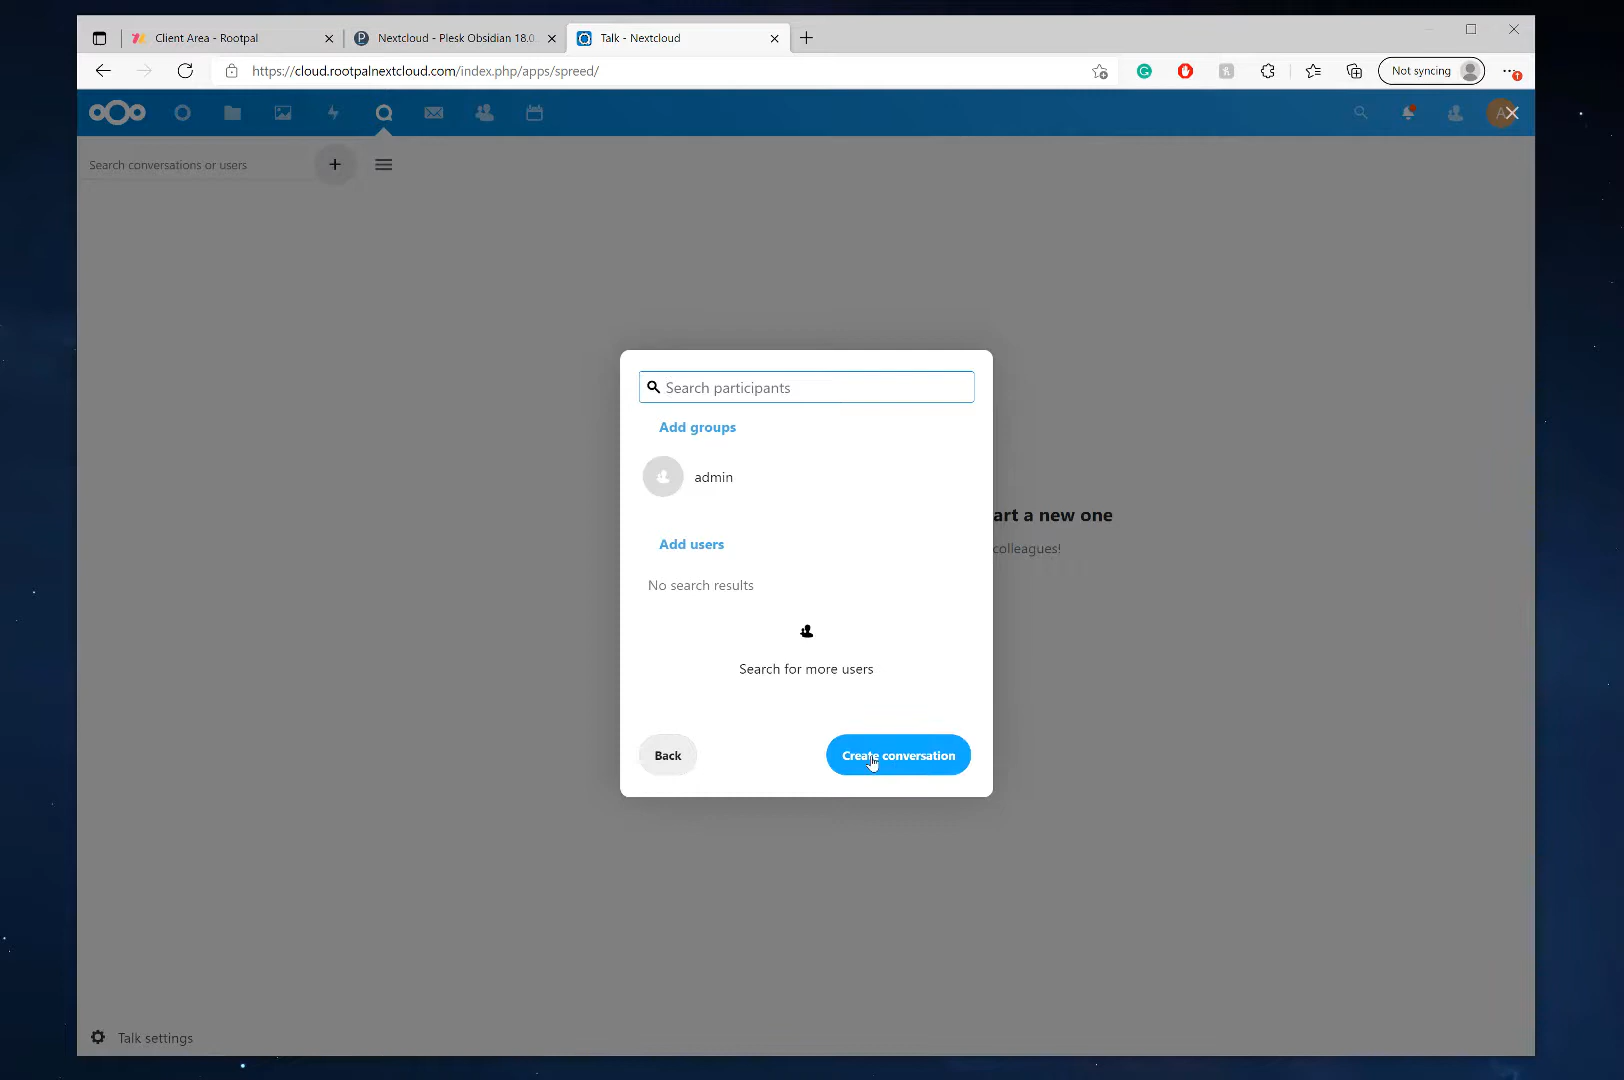 Client Area - Rootpal
Nextcloud - Plesk Obsidian 18.0.
Talk - Nextcloud
https://cloud.rootpalnextcloud.com/index.php/apps/spreed/
Not syncing
A
Search conversations or users
Search participants
Add groups
admin
art a new one
Add users
colleagues!
No search results
Search for more users
Back
Create conversation
Talk settings